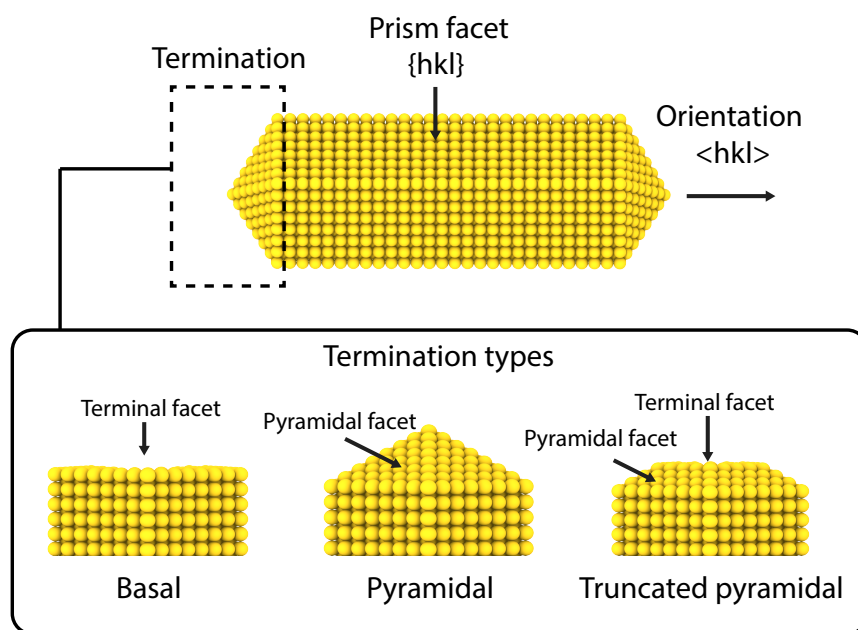 Prism facet
{hkl}
Termination
Orientation
<hkl>
Termination types
Terminal facet
Pyramidal facet
Terminal facet
Pyramidal facet
Basal
Pyramidal
Truncated pyramidal